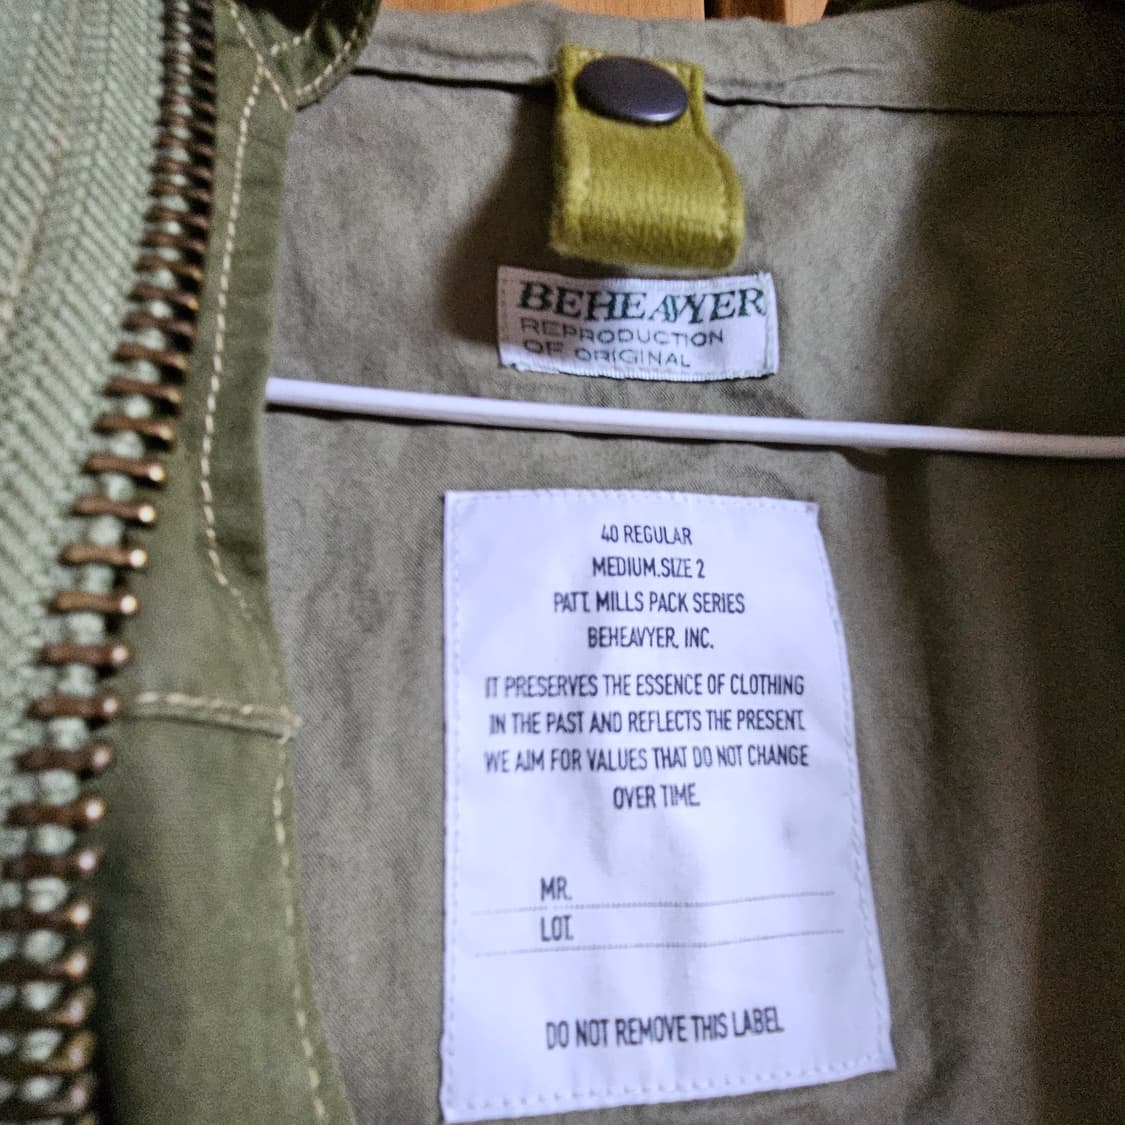 BEHEAVYER
REPRODUCTION
OF ORIGINAL
40 REGULAR
MEDIUM.SIZE 2
PATT. MILLS PACK SERIES
BEHEAVYER, INC.
IT PRESERVES THE ESSENCE OF CLOTHING
IN THE PAST AND REFLECTS THE PRESENT.
WE AIM FOR VALUES THAT DO NOT CHANGE
OVER TIME.
MR.
LOT.
DO NOT REMOVE THIS LABEL